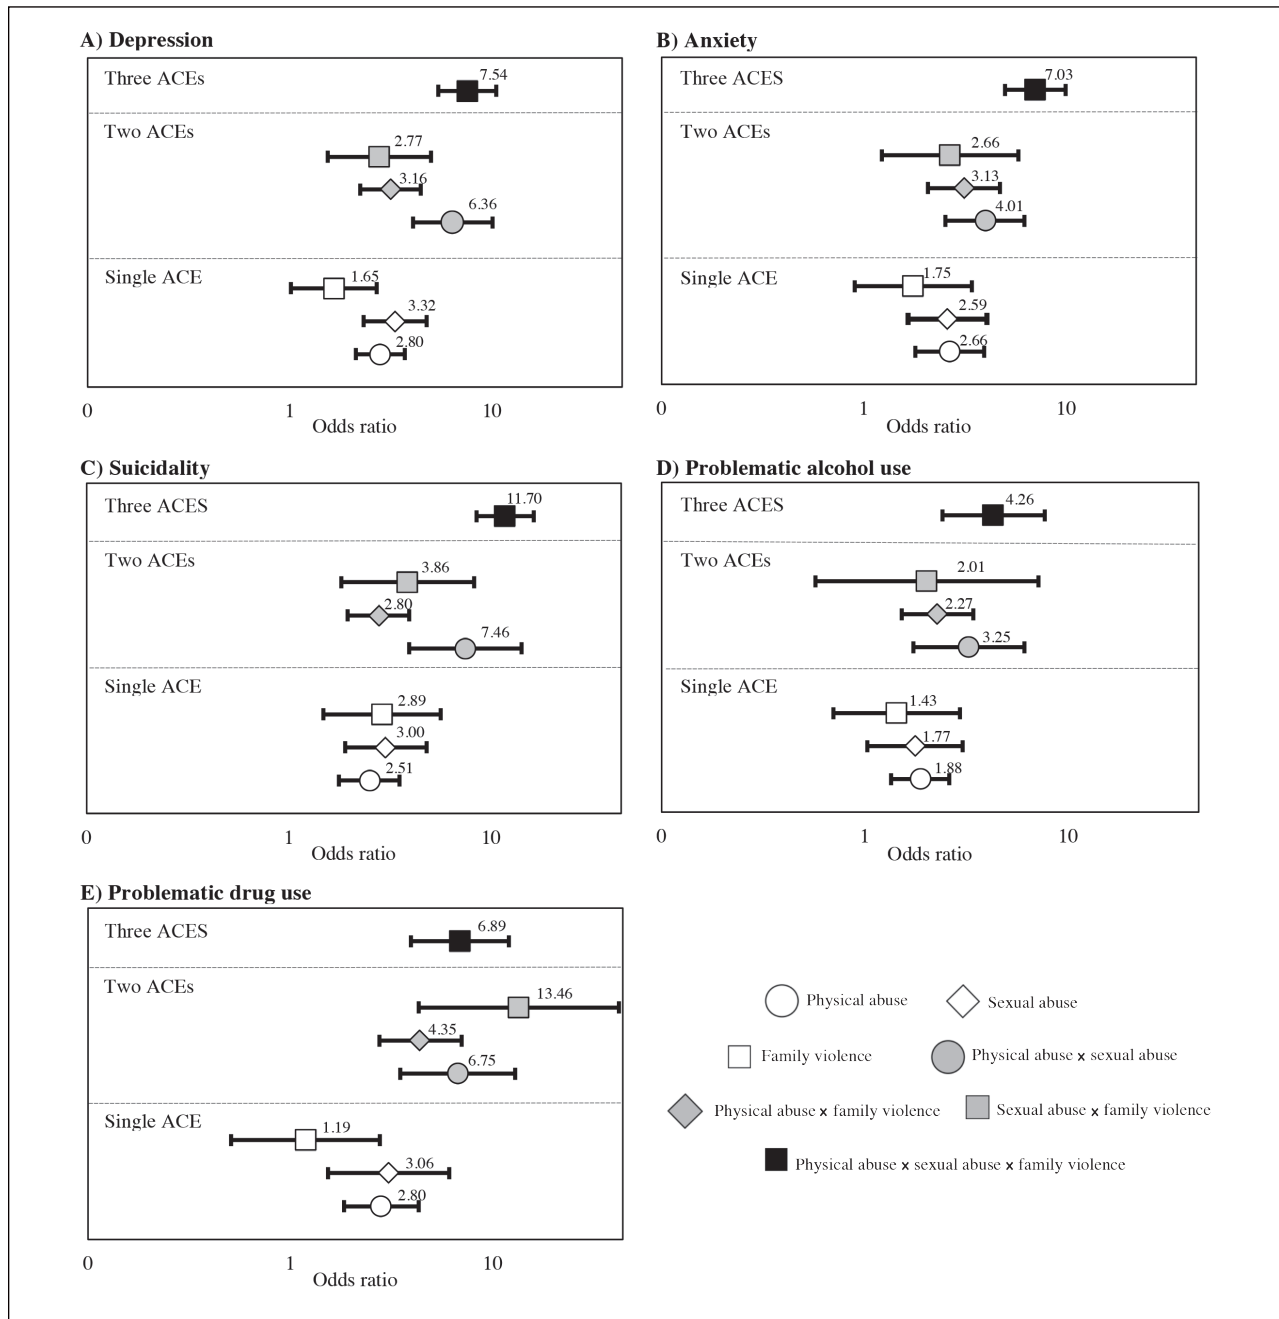 A) Depression
Three ACEs
7.54
Two ACEs
2.77
3.16
6.36
Single ACE
1.65
3.32
2.80
0 1 10
Odds ratio
B) Anxiety
Three ACES
7.03
Two ACEs
2.66
3.13
4.01
Single ACE
1.75
2.59
2.66
0 1 10
Odds ratio
C) Suicidality
Three ACES
11.70
Two ACEs
3.86
2.80
7.46
Single ACE
2.89
3.00
2.51
0 1 10
Odds ratio
D) Problematic alcohol use
Three ACES
4.26
Two ACEs
2.01
2.27
3.25
Single ACE
1.43
1.77
1.88
0 1 10
Odds ratio
E) Problematic drug use
Three ACES
6.89
Two ACEs
13.46
4.35
6.75
Single ACE
1.19
3.06
2.80
0 1 10
Odds ratio
Physical abuse Sexual abuse
Family violence Physical abuse x sexual abuse
Physical abuse x family violence Sexual abuse x family violence
Physical abuse x sexual abuse x family violence